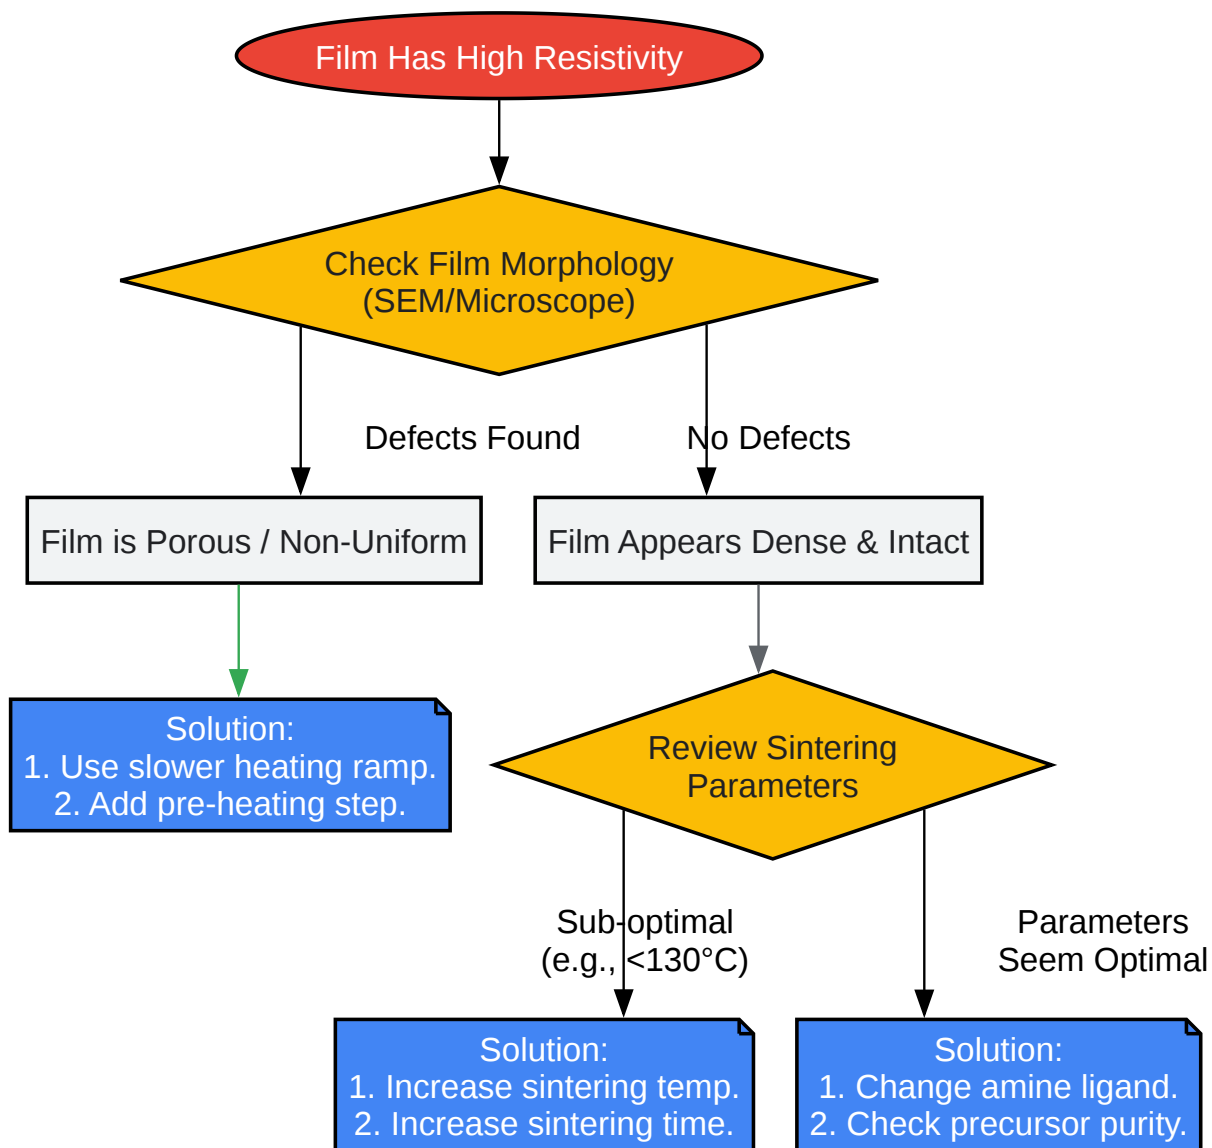 Film Has High Resistivity
Check Film Morphology
(SEM/Microscope)
Defects Found
No Defects
Film is Porous / Non-Uniform
Film Appears Dense & Intact
Solution:
1. Use slower heating ramp.
2. Add pre-heating step.
Review Sintering
Parameters
Sub-optimal
(e.g., <130°C)
Parameters
Seem Optimal
Solution:
1. Increase sintering temp.
2. Increase sintering time.
Solution:
1. Change amine ligand.
2. Check precursor purity.